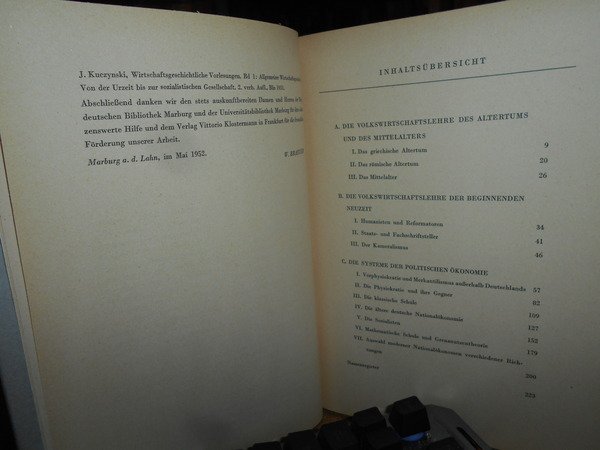 J. Kuczynski, Wirtschaftsgeschichtliche Vorlesungen. Bd 1: Allgemeine
Von der Urzeit bis zur sozialistischen Gesellschaft. 2. verb. Aufl., Bln
Abschließend danken wir den stets auskunftbereiten Damen und Herren der
deutschen Bibliothek Marburg und der Universitätsbibliothek Marburg für
zenswerte Hilfe und dem Verlag Vittorio Klostermann in Frankfurt für die
Förderung unserer Arbeit.
Marburg a. d. Lahn, im Mai 1952. W.
INHALTSÜBERSICHT
A. DIE VOLKSWIRTSCHAFTSLEHRE DES ALTERTUMS
UND DES MITTELALTERS
I. Das griechische Altertum 9
II. Das römische Altertum 20
III. Das Mittelalter 26
B. DIE VOLKSWIRTSCHAFTSLEHRE DER BEGINNENDEN
NEUZEIT
I. Humanisten und Reformatoren 34
II. Staats- und Fachschriftsteller 41
III. Der Kameralismus 46
C. DIE SYSTEME DER POLITISCHEN ÖKONOMIE
I. Vorphysiokratie und Merkantilismus außerhalb Deutschlands 57
II. Die Physiokratie und ihre Gegner 82
III. Die klassische Schule 109
IV. Die ältere deutsche Nationalökonomie 127
V. Die Sozialisten 152
VI. Mathematische Schule und Grenznutzentheorie 179
VII. Auswahl moderner Nationalökonomen verschiedener Rich-
tungen 200
Namenregister 223